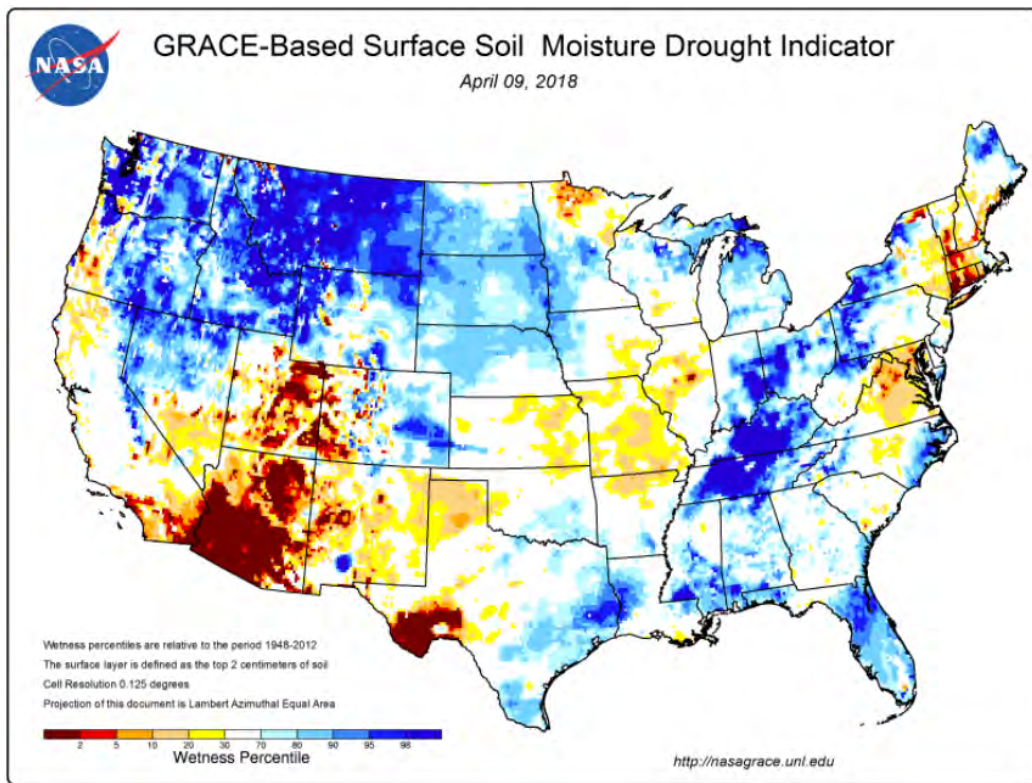 NASA
GRACE-Based Surface Soil Moisture Drought Indicator
April 09, 2018
Wetness percentiles are relative to the period 1948-2012
The surface layer is defined as the top 2 centimeters of soil
Cell Resolution 0.125 degrees
Projection of this document is Lambert Azimuthal Equal Area
2 5 10 20 30 70 80 90 95 98
Wetness Percentile
http://nasagrace.unl.edu